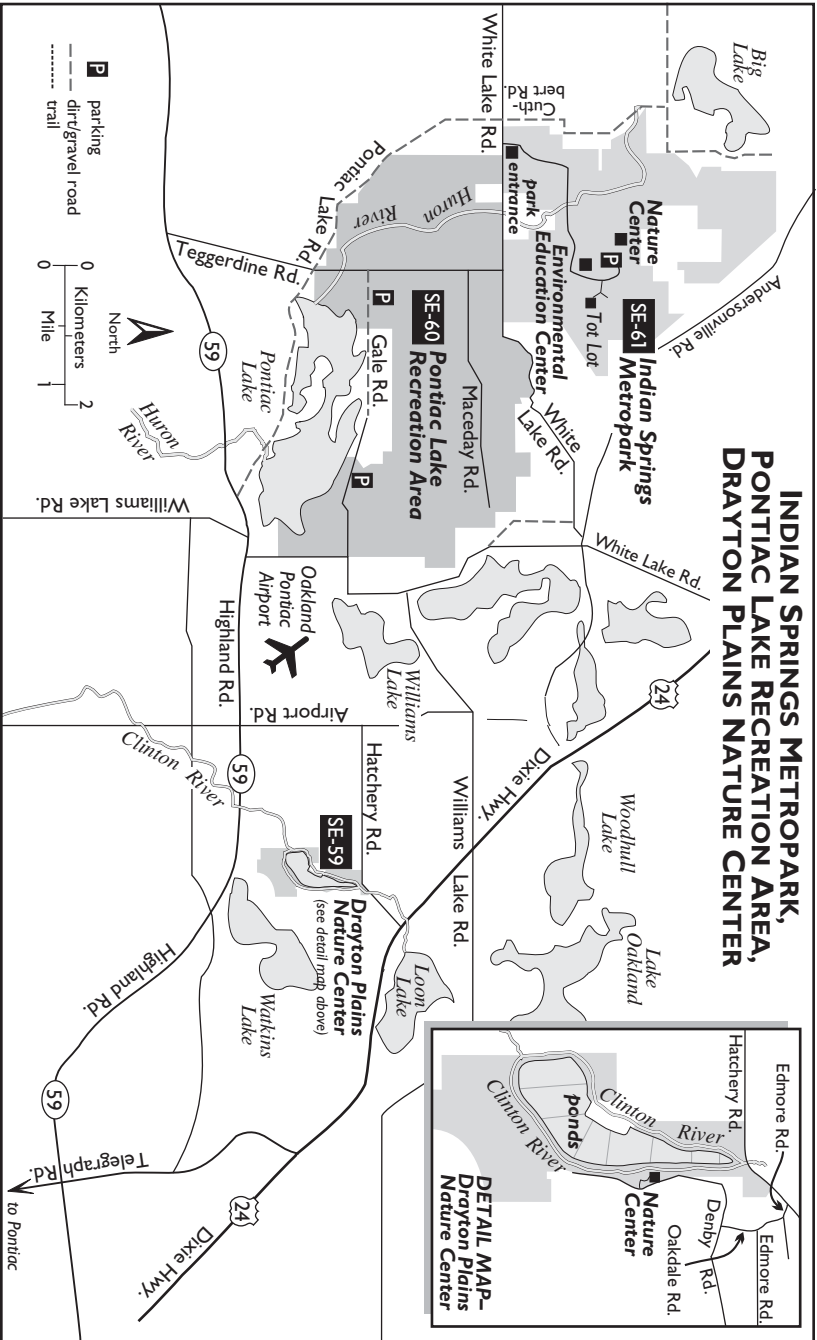 INDIAN SPRINGS METROPARK,
PONTIAC LAKE RECREATION AREA,
DRAYTON PLAINS NATURE CENTER
Big
Lake
Andersonville Rd.
Cuth-
bert Rd.
White Lake Rd.
Nature
Center
P
Tot Lot
SE-61 Indian Springs
Metropark
park
entrance
Environmental
Education Center
White
Lake Rd.
White Lake Rd.
Huron
River
Pontiac
Lake Rd.
Teggerdine Rd.
Maceday Rd.
SE-60 Pontiac Lake
Recreation Area
P
Gale Rd.
P
Pontiac
Lake
Huron
River
59
Williams Lake Rd.
Highland Rd.
Oakland
Pontiac
Airport
Williams
Lake
Airport Rd.
24
Dixie Hwy.
Woodhull
Lake
Lake
Oakland
Williams
Lake Rd.
Hatchery Rd.
Clinton River
59
SE-59
Drayton Plains
Nature Center
(see detail map above)
Loon
Lake
Watkins
Lake
Highland Rd.
59
Telegraph Rd.
to Pontiac
24
Dixie Hwy.
Edmore Rd.
Hatchery Rd.
Edmore Rd.
Clinton River
ponds
Clinton River
Nature
Center
Denby
Rd.
Oakdale Rd.
DETAIL MAP–
Drayton Plains
Nature Center
P parking
dirt/gravel road
trail
0 2
Kilometers
Mile
0 1
North